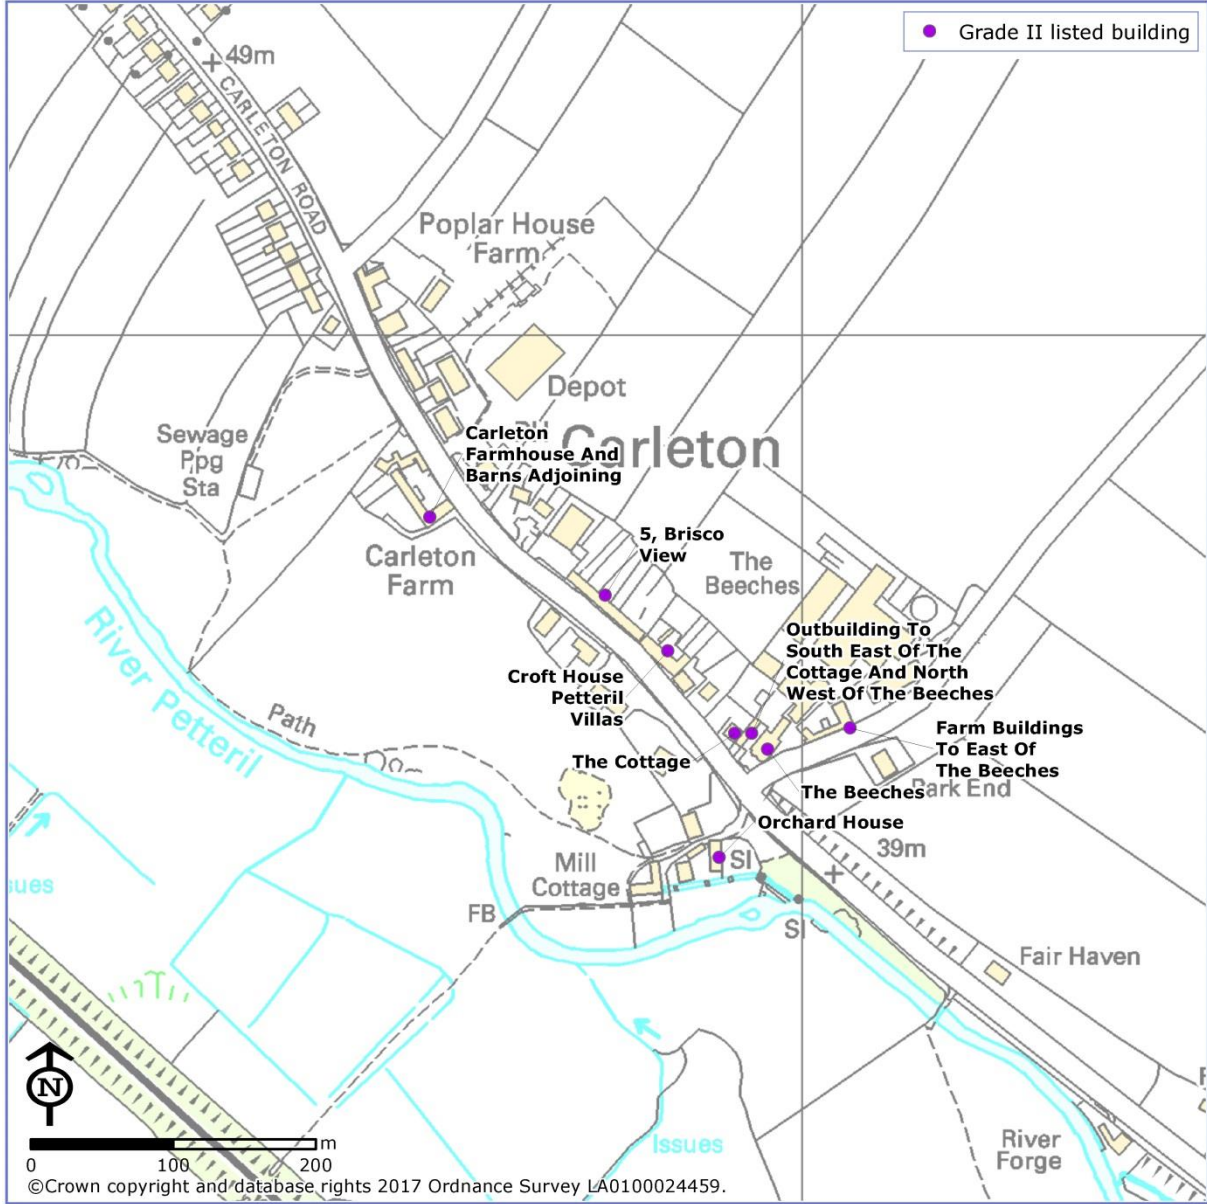 Grade II listed building
49m
CARLETON ROAD
Poplar House
Farm
Depot
Carleton
Sewage
Ppg
Sta
Carleton
Farmhouse And
Barns Adjoining
Carleton
Farm
5, Brisco
View
The
Beeches
Outbuilding To
South East Of The
Cottage And North
West Of The Beeches
Croft House
Petteril
Villas
River Petteril
Path
The Cottage
Farm Buildings
To East Of
The Beeches
The Beeches
Park End
Orchard House
39m
Mill
Cottage
SI
FB
SI
Fair Haven
Issues
River
Forge
N
0 100 200 m
©Crown copyright and database rights 2017 Ordnance Survey LA0100024459.